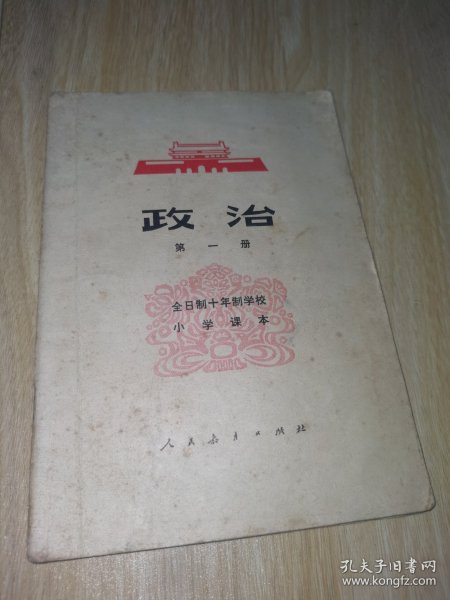 政治
第一册
全日制十年制学校
小学课本
人民教育出版社
孔夫子旧书网
www.kongfz.com